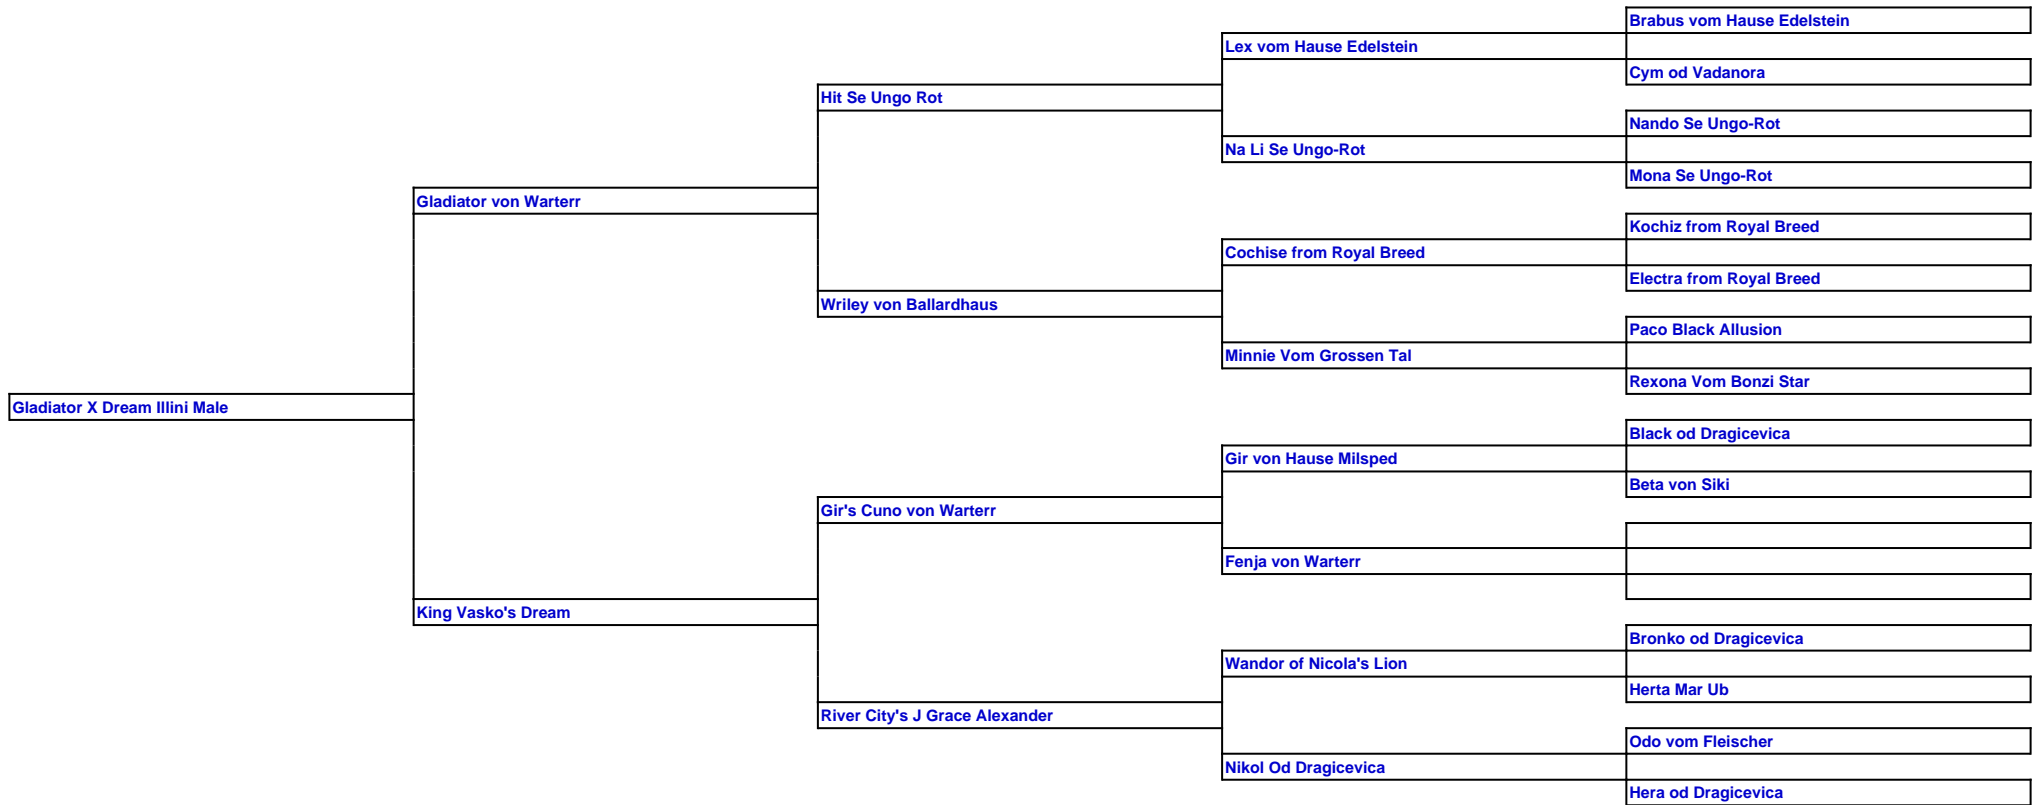 Brabus vom Hause Edelstein
Lex vom Hause Edelstein
Cym od Vadanora
Hit Se Ungo Rot
Nando Se Ungo-Rot
Na Li Se Ungo-Rot
Mona Se Ungo-Rot
Gladiator von Warterr
Kochiz from Royal Breed
Cochise from Royal Breed
Electra from Royal Breed
Wriley von Ballardhaus
Paco Black Allusion
Minnie Vom Grossen Tal
Rexona Vom Bonzi Star
Gladiator X Dream Illini Male
Black od Dragicevica
Gir von Hause Milsped
Beta von Siki
Gir's Cuno von Warterr
Fenja von Warterr
King Vasko's Dream
Bronko od Dragicevica
Wandor of Nicola's Lion
Herta Mar Ub
River City's J Grace Alexander
Odo vom Fleischer
Nikol Od Dragicevica
Hera od Dragicevica